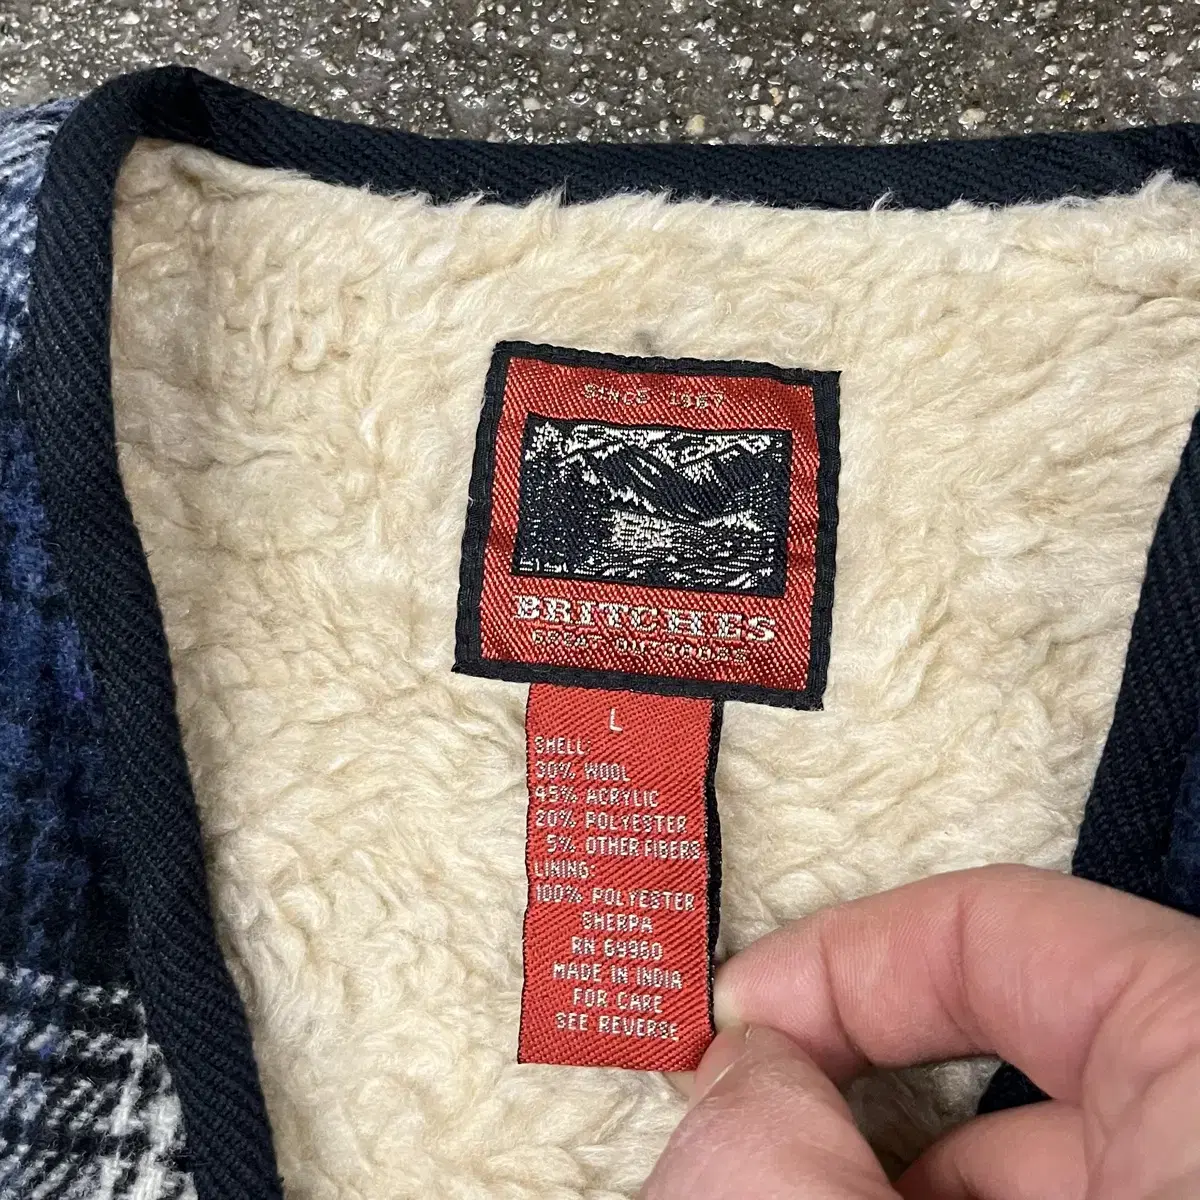 SINCE 1967
BRITCHES
GREAT OUTDOORS
L
SHELL:
30% WOOL
45% ACRYLIC
20% POLYESTER
5% OTHER FIBERS
LINING:
100% POLYESTER
SHERPA
RN 69960
MADE IN INDIA
FOR CARE
SEE REVERSE